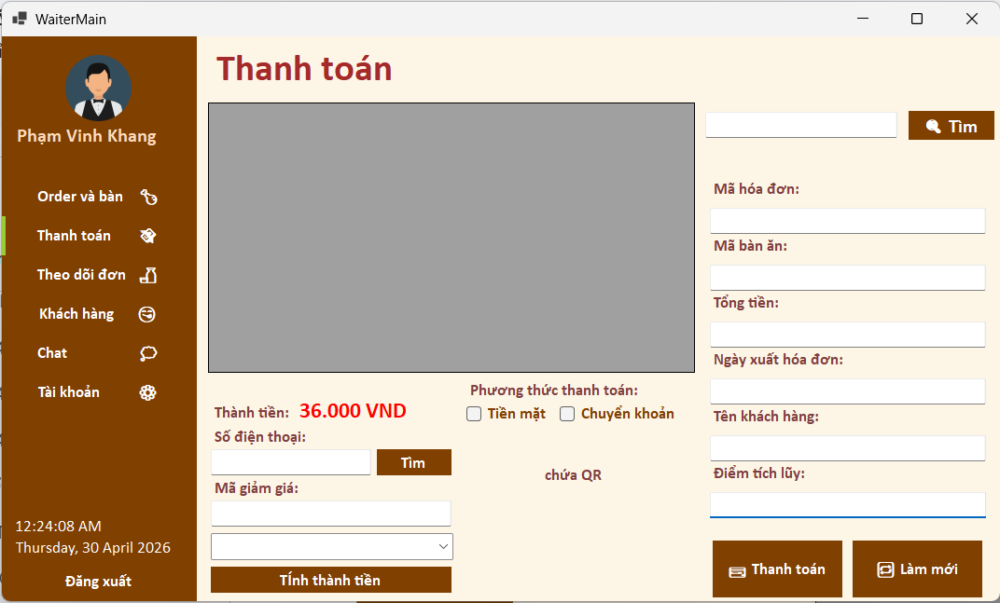 WaiterMain
Phạm Vinh Khang
Order và bàn
Thanh toán
Theo dõi đơn
Khách hàng
Chat
Tài khoản
12:24:08 AM
Thursday, 30 April 2026
Đăng xuất
Thanh toán
Tìm
Mã hóa đơn:
Mã bàn ăn:
Tổng tiền:
Ngày xuất hóa đơn:
Tên khách hàng:
Điểm tích lũy:
Phương thức thanh toán:
Tiền mặt
Chuyển khoản
Thành tiền: 36.000 VND
Số điện thoại:
Tìm
Mã giảm giá:
chứa QR
TÍnh thành tiền
Thanh toán
Làm mới